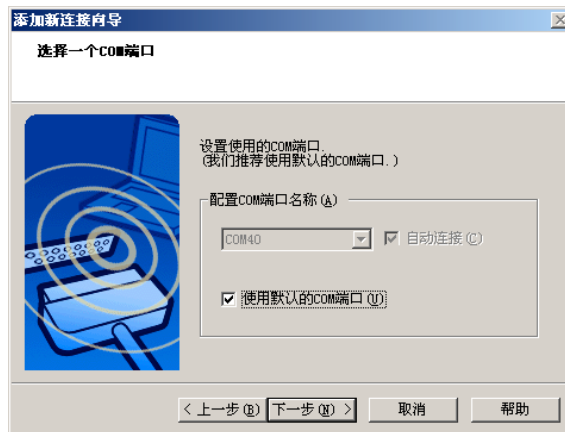 添加新连接向导
选择一个COM端口
设置使用的COM端口.
(我们推荐使用默认的COM端口.)
配置COM端口名称(A)
COM40
自动连接(C)
使用默认的COM端口(U)
< 上一步(B)
下一步(N) >
取消
帮助